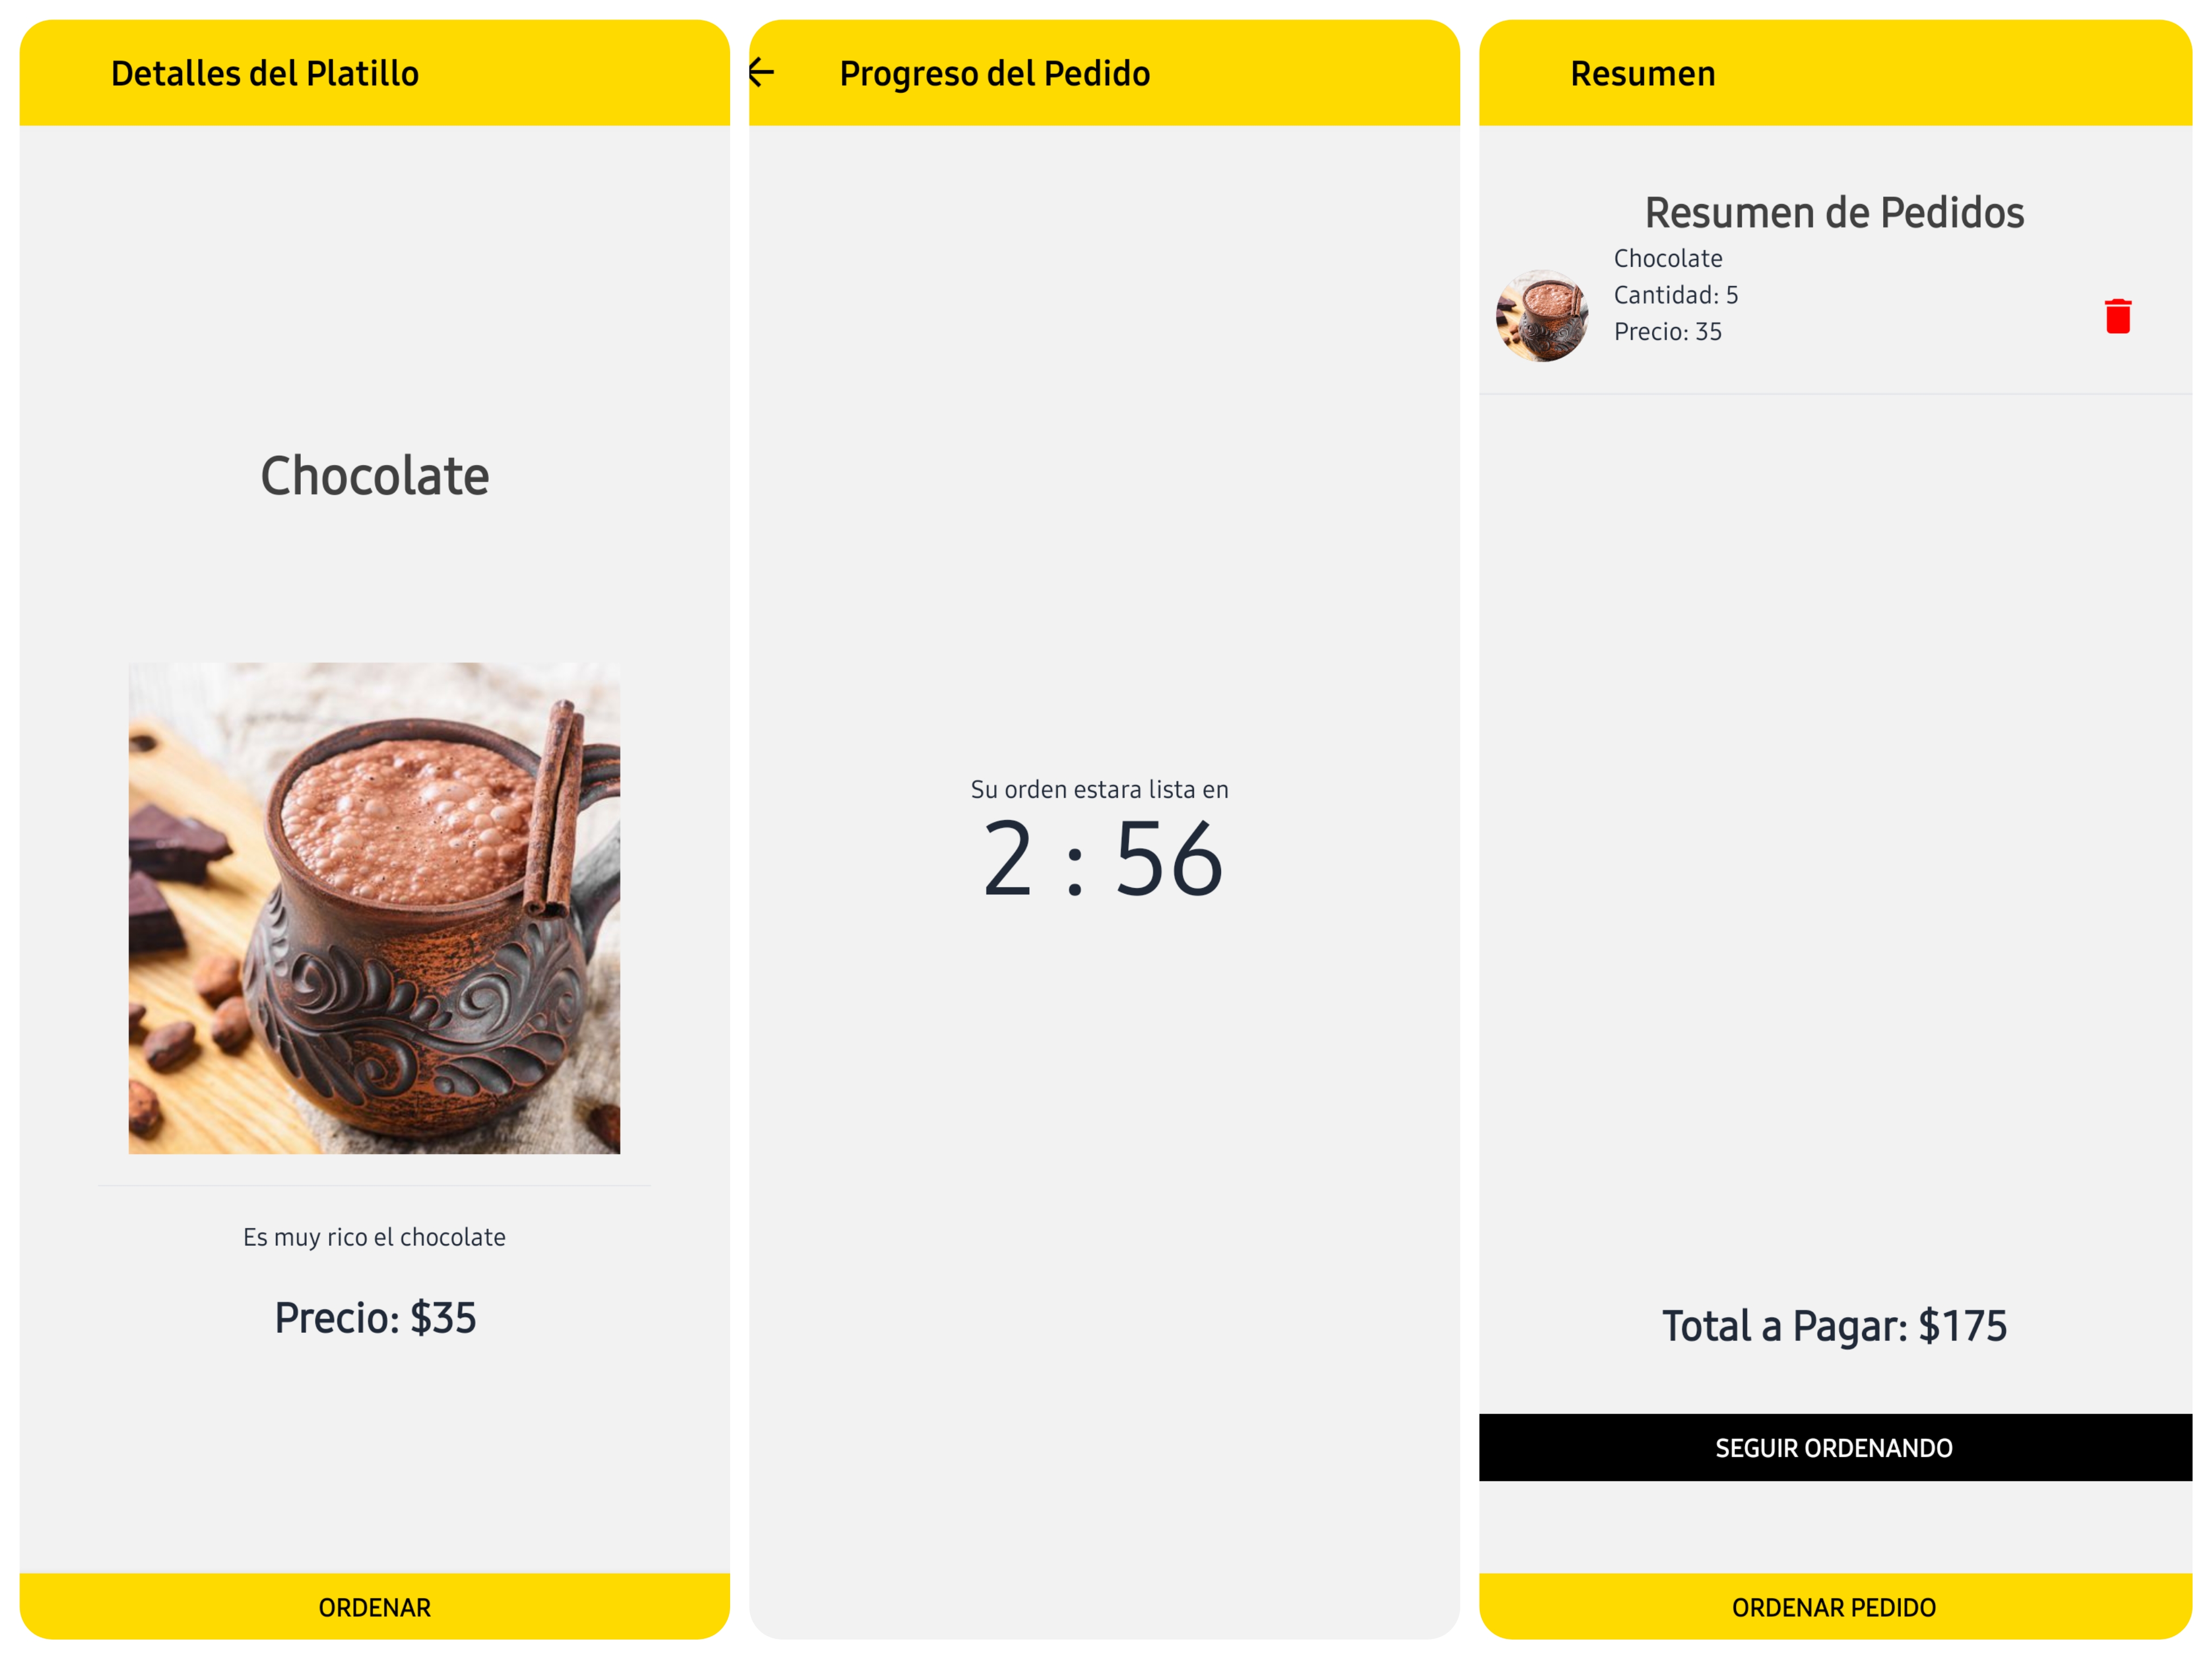 Detalles del Platillo
Chocolate
Es muy rico el chocolate
Precio: $35
ORDENAR
Progreso del Pedido
Su orden estara lista en
2 : 56
Resumen
Resumen de Pedidos
Chocolate
Cantidad: 5
Precio: 35
Total a Pagar: $175
SEGUIR ORDENANDO
ORDENAR PEDIDO